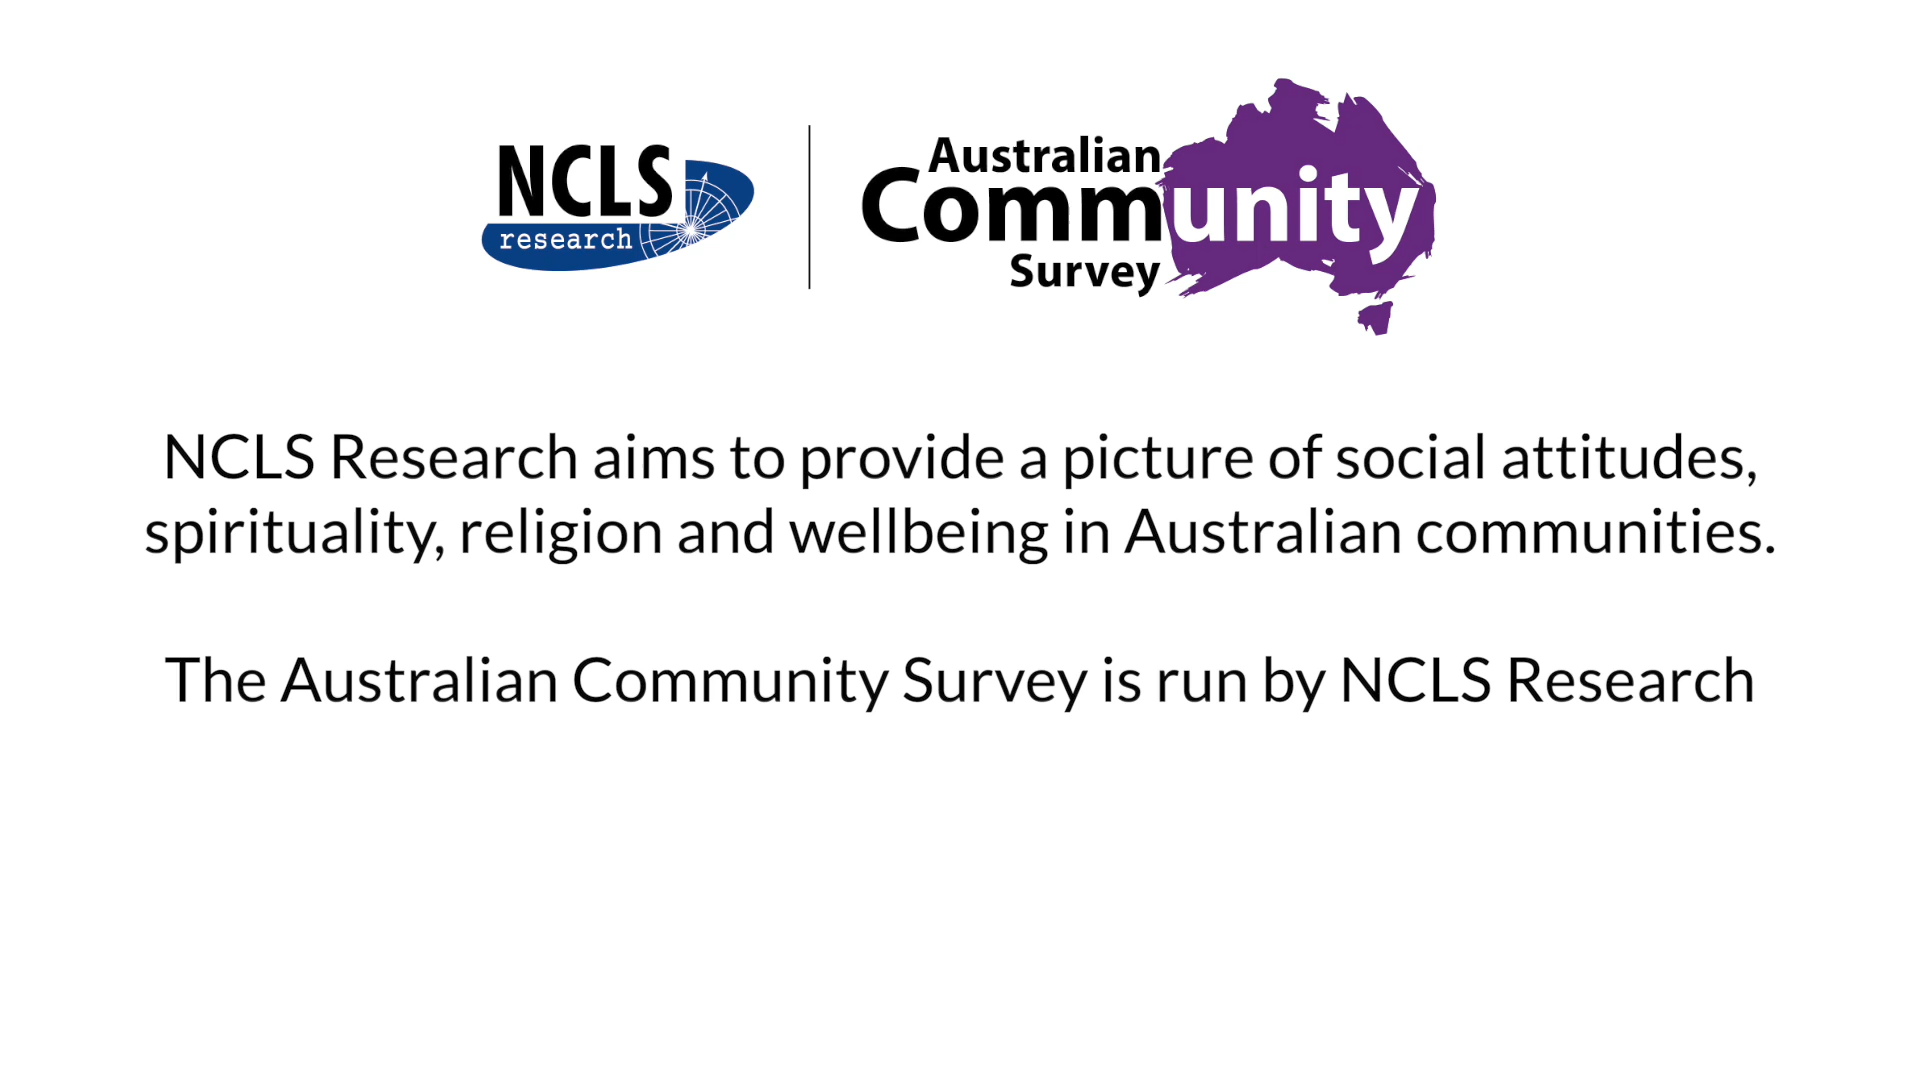 NCLS
research
Australian
Community
Survey
NCLS Research aims to provide a picture of social attitudes,
spirituality, religion and wellbeing in Australian communities.
The Australian Community Survey is run by NCLS Research